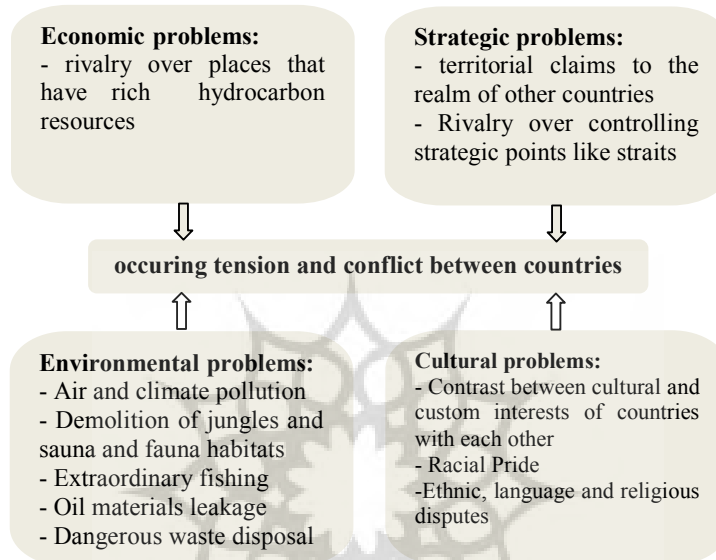 Economic problems:
- rivalry over places that
have rich hydrocarbon
resources
Strategic problems:
- territorial claims to the
realm of other countries
- Rivalry over controlling
strategic points like straits
occuring tension and conflict between countries
Environmental problems:
- Air and climate pollution
- Demolition of jungles and
sauna and fauna habitats
- Extraordinary fishing
- Oil materials leakage
- Dangerous waste disposal
Cultural problems:
- Contrast between cultural and
custom interests of countries
with each other
- Racial Pride
-Ethnic, language and religious
disputes